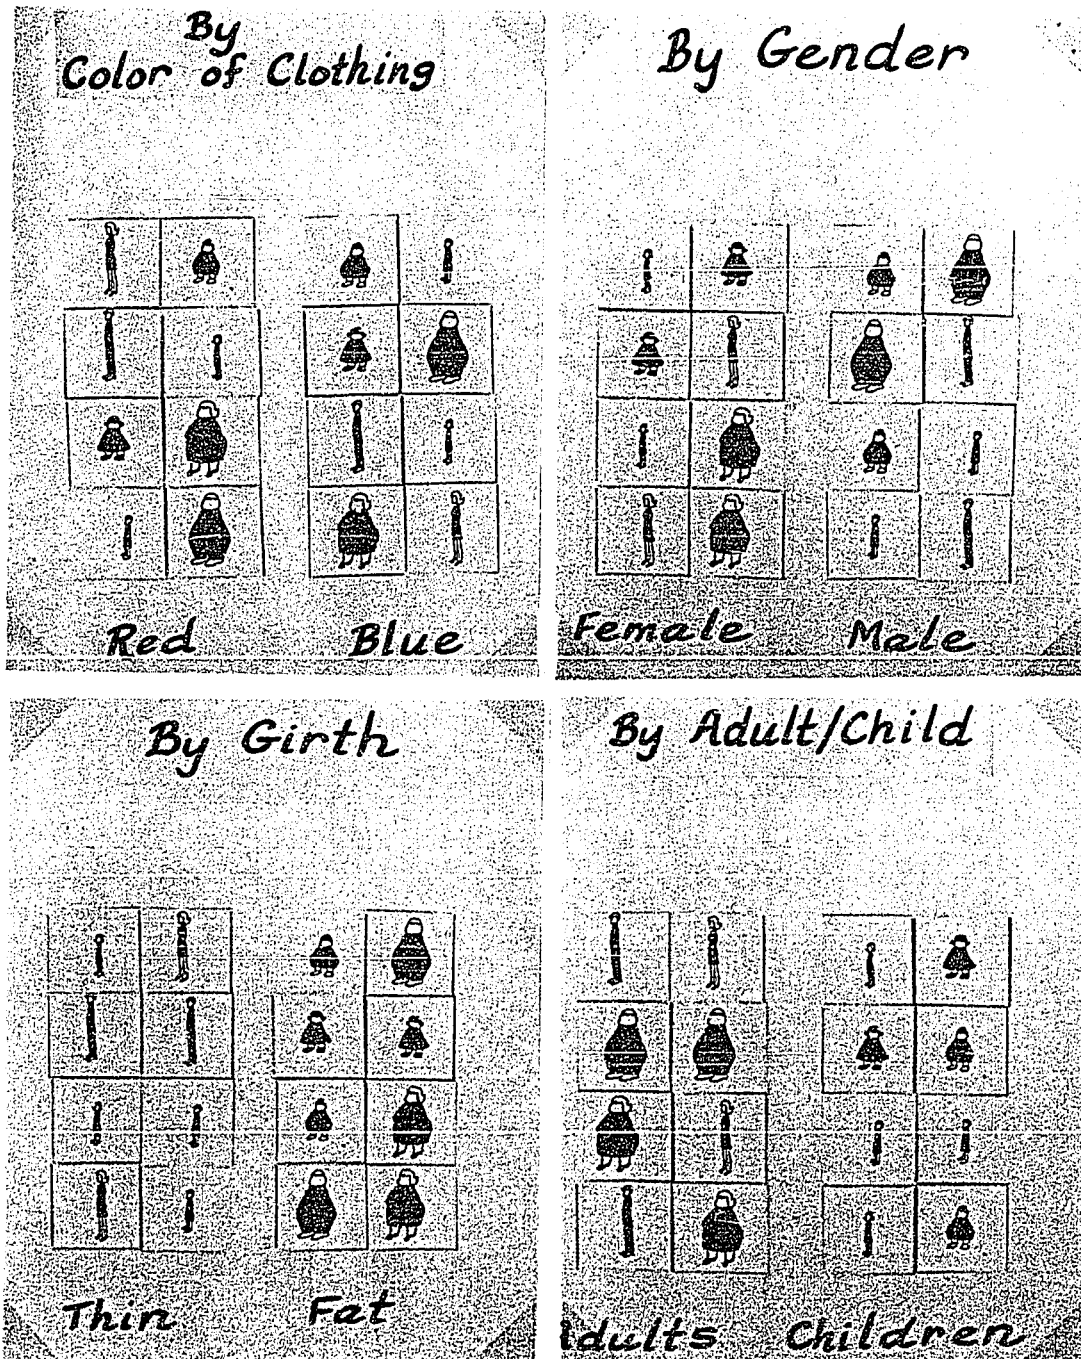 By
Color of Clothing
Red Blue
By Gender
Female Male
By Girth
Thin Fat
By Adult/Child
dults Children